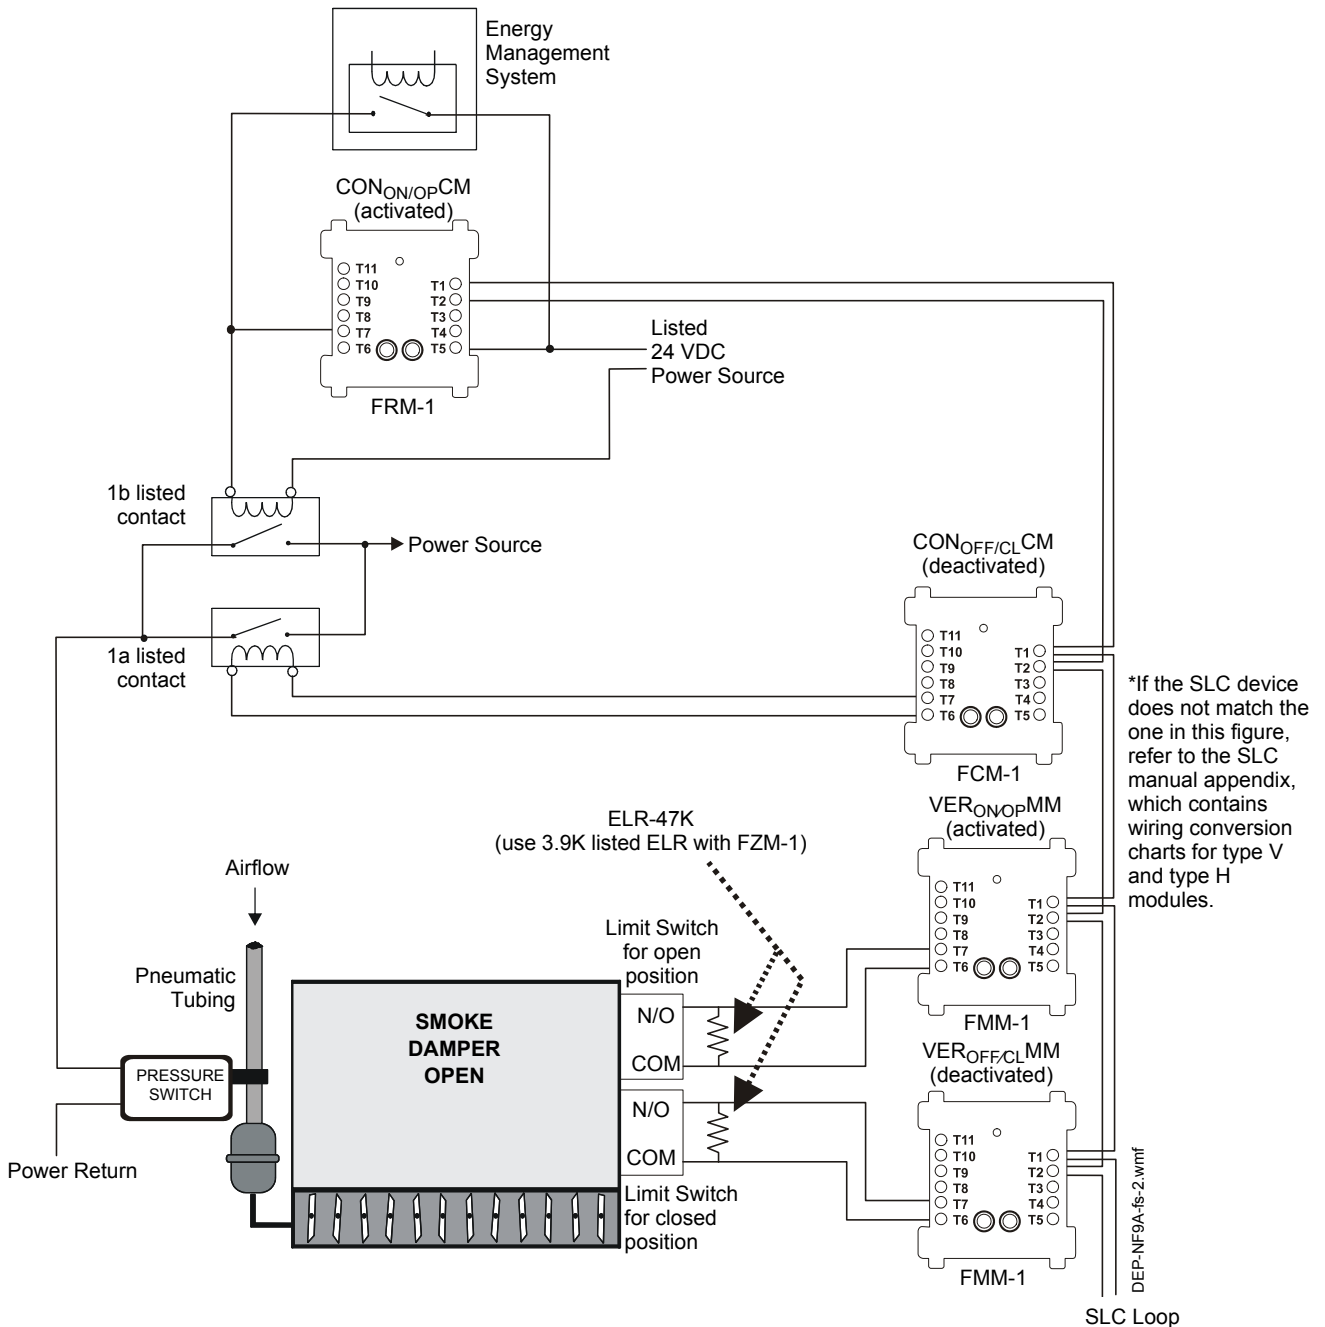 Energy
Management
System
CONON/OPCM
(activated)
T11
T10
T9
T8
T7
T6
T1
T2
T3
T4
T5
FRM-1
Listed
24 VDC
Power Source
1b listed
contact
Power Source
1a listed
contact
CONOFF/CLCM
(deactivated)
T11
T10
T9
T8
T7
T6
T1
T2
T3
T4
T5
FCM-1
*If the SLC device
does not match the
one in this figure,
refer to the SLC
manual appendix,
which contains
wiring conversion
charts for type V
and type H
modules.
VERON/OPMM
(activated)
T11
T10
T9
T8
T7
T6
T1
T2
T3
T4
T5
FMM-1
ELR-47K
(use 3.9K listed ELR with FZM-1)
Airflow
Pneumatic
Tubing
Limit Switch
for open
position
SMOKE
DAMPER
OPEN
N/O
COM
N/O
COM
PRESSURE
SWITCH
Power Return
Limit Switch
for closed
position
VEROFF/CLMM
(deactivated)
T11
T10
T9
T8
T7
T6
T1
T2
T3
T4
T5
FMM-1
DEP-NF9A-fs-2.wmf
SLC Loop